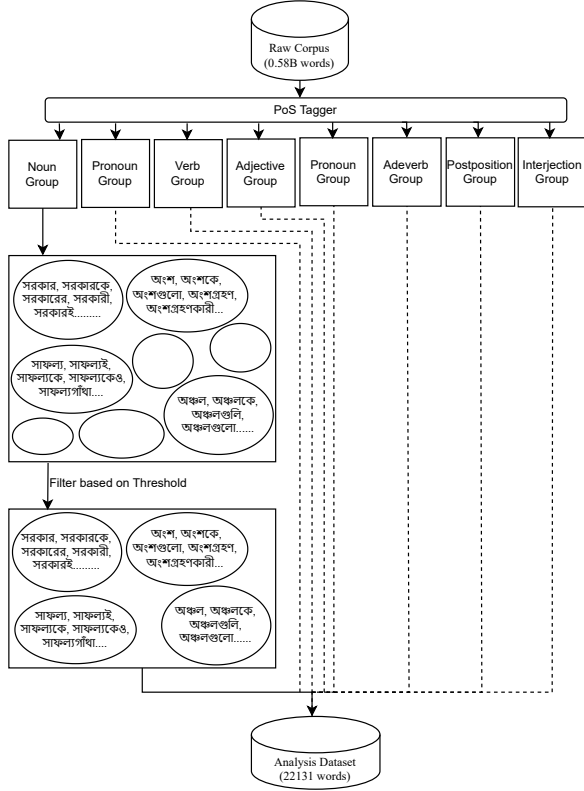 Raw Corpus
(0.58B words)
PoS Tagger
Noun
Group
Pronoun
Group
Verb
Group
Adjective
Group
Pronoun
Group
Adeverb
Group
Postposition
Group
Interjection
Group
সরকার, সরকারকে,
সরকারের, সরকারী,
সরকারই.........
অংশ, অংশকে,
অংশগুলো, অংশগ্রহণ,
অংশগ্রহণকারী...
সাফল্য, সাফল্যই,
সাফল্যকে, সাফল্যকেও,
সাফল্যগাঁথা....
অঞ্চল, অঞ্চলকে,
অঞ্চলগুলি,
অঞ্চলগুলো......
Filter based on Threshold
সরকার, সরকারকে,
সরকারের, সরকারী,
সরকারই.........
অংশ, অংশকে,
অংশগুলো, অংশগ্রহণ,
অংশগ্রহণকারী...
সাফল্য, সাফল্যই,
সাফল্যকে, সাফল্যকেও,
সাফল্যগাঁথা....
অঞ্চল, অঞ্চলকে,
অঞ্চলগুলি,
অঞ্চলগুলো......
Analysis Dataset
(22131 words)